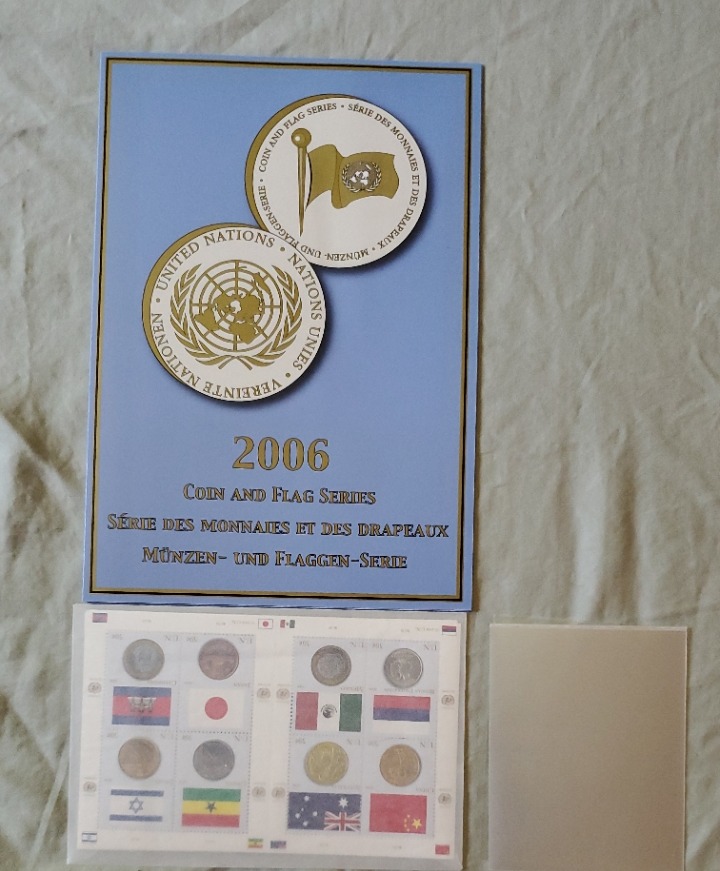 COIN AND FLAG SERIES • SÉRIE DES MONNAIES ET DES DRAPEAUX • MÜNZEN- UND FLAGGEN-SERIE •
UNITED NATIONS • NATIONS UNIES • VEREINTE NATIONEN •
2006
COIN AND FLAG SERIES
SÉRIE DES MONNAIES ET DES DRAPEAUX
MÜNZEN- UND FLAGGEN-SERIE